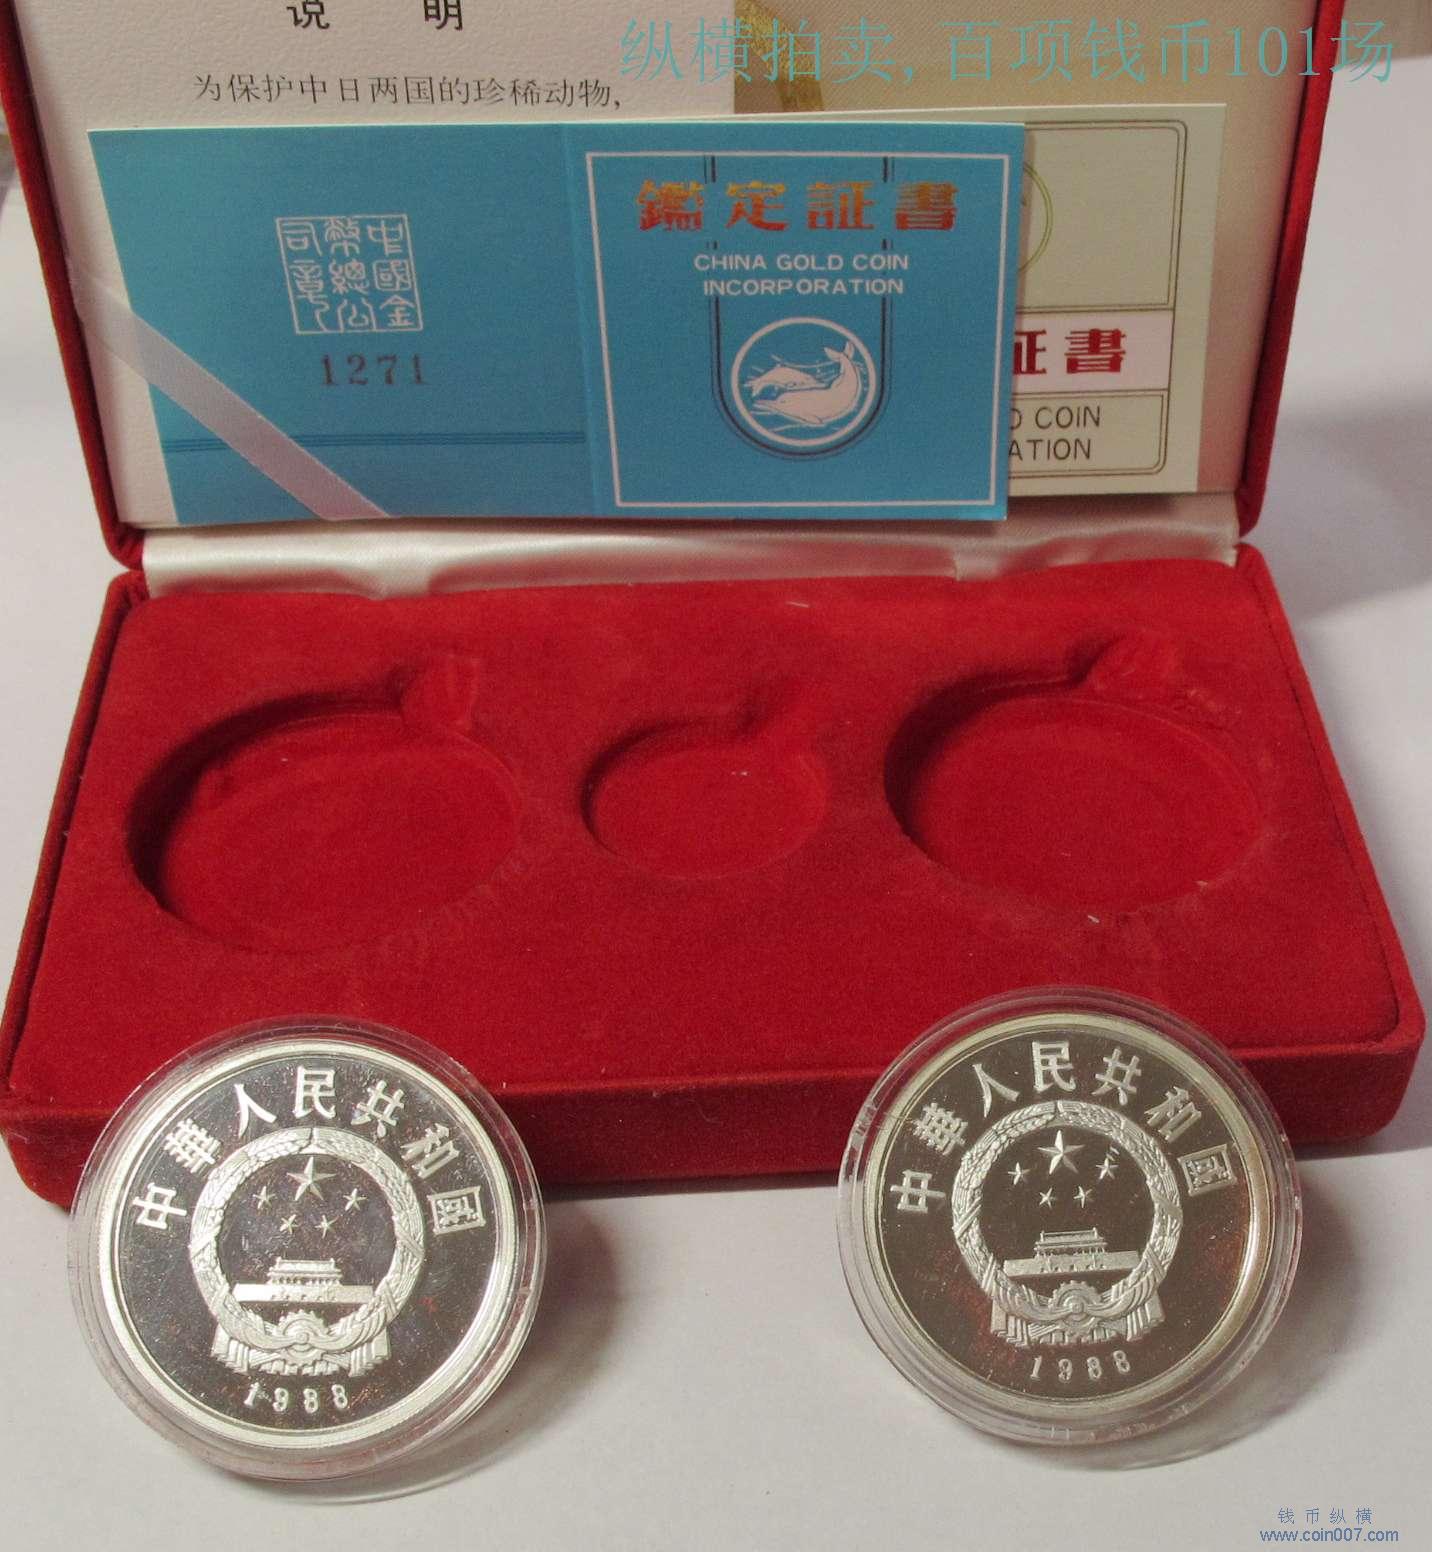 说 明
纵横拍卖,百项钱币101场
为保护中日两国的珍稀动物,
中國金
幣總公
司
1271
鑑定証書
CHINA GOLD COIN
INCORPORATION
证書
D COIN
ATION
中華人民共和國
1988
中華人民共和國
1988
钱币纵横
www.coin007.com